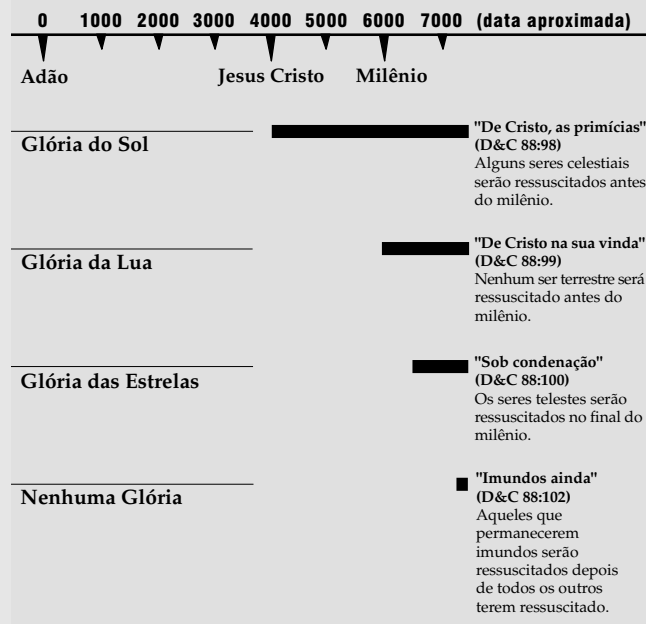 0 1000 2000 3000 4000 5000 6000 7000 (data aproximada)
Adão Jesus Cristo Milênio
Glória do Sol
"De Cristo, as primícias"
(D&C 88:98)
Alguns seres celestiais
serão ressuscitados antes
do milênio.
Glória da Lua
"De Cristo na sua vinda"
(D&C 88:99)
Nenhum ser terrestre será
ressuscitado antes do
milênio.
Glória das Estrelas
"Sob condenação"
(D&C 88:100)
Os seres telestes serão
ressuscitados no final do
milênio.
Nenhuma Glória
"Imundos ainda"
(D&C 88:102)
Aqueles que
permanecerem
imundos serão
ressuscitados depois
de todos os outros
terem ressuscitado.